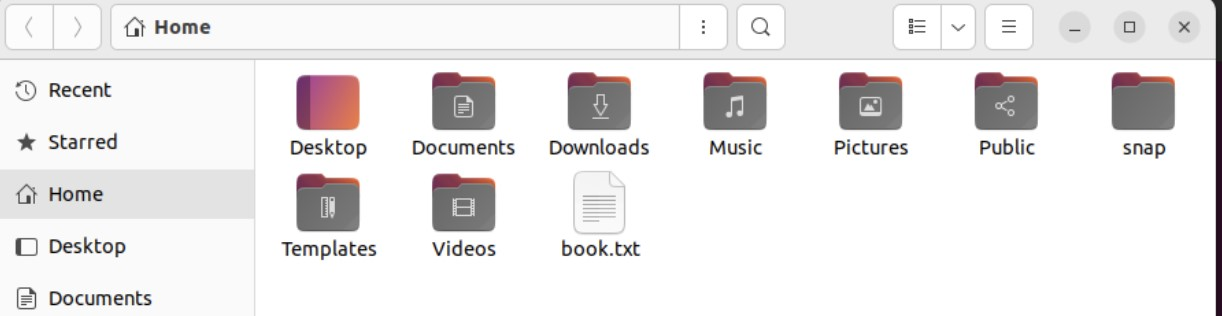 Home
Recent
Starred
Home
Desktop
Documents
Desktop Documents Downloads Music Pictures Public snap
Templates Videos book.txt